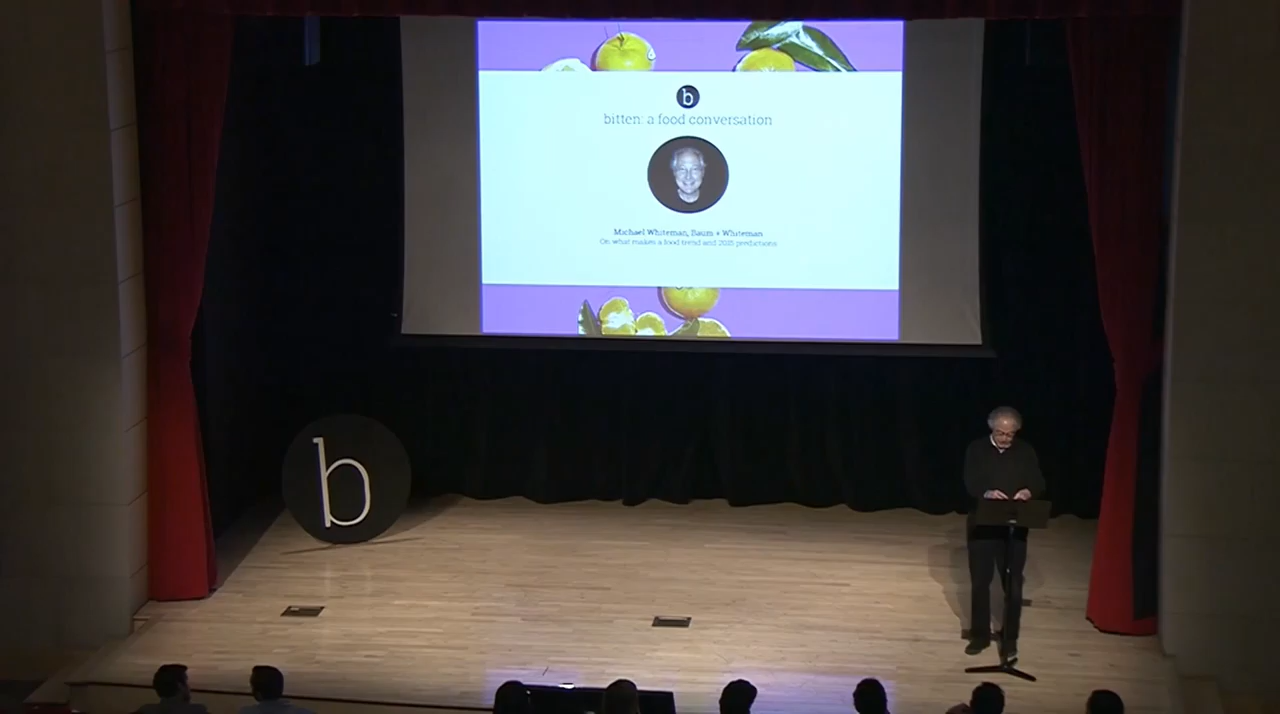 b
bitten: a food conversation
Michael Whiteman, Baum + Whiteman
On what makes a food trend and 2015 predictions
b